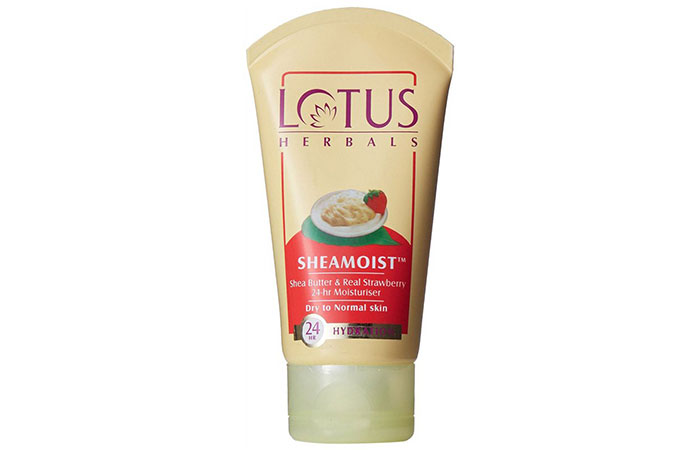 LOTUS
HERBALS
SHEAMOIST™
Shea Butter & Real Strawberry
24-hr Moisturiser
Dry to Normal skin
24
HR